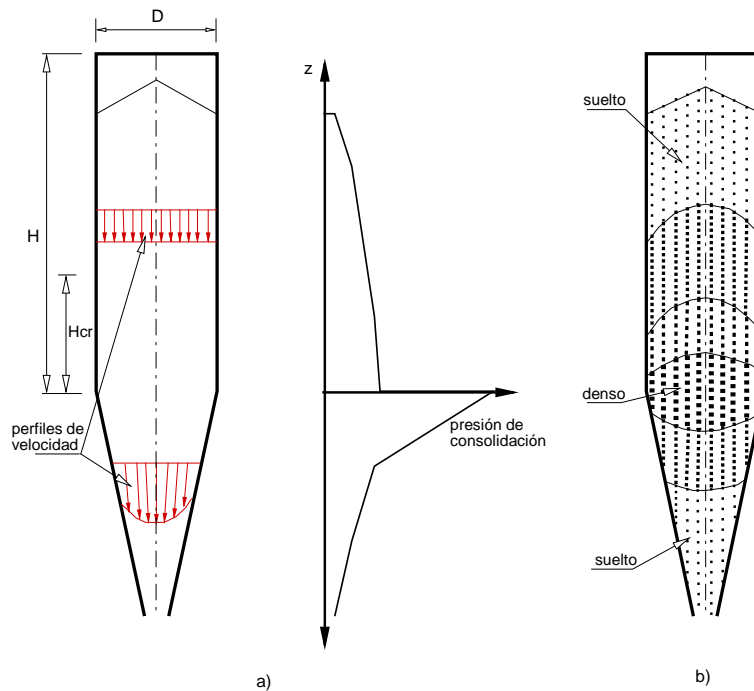 D
z
suelto
H
Hcr
denso
perfiles de
velocidad
presión de
consolidación
suelto
a)
b)